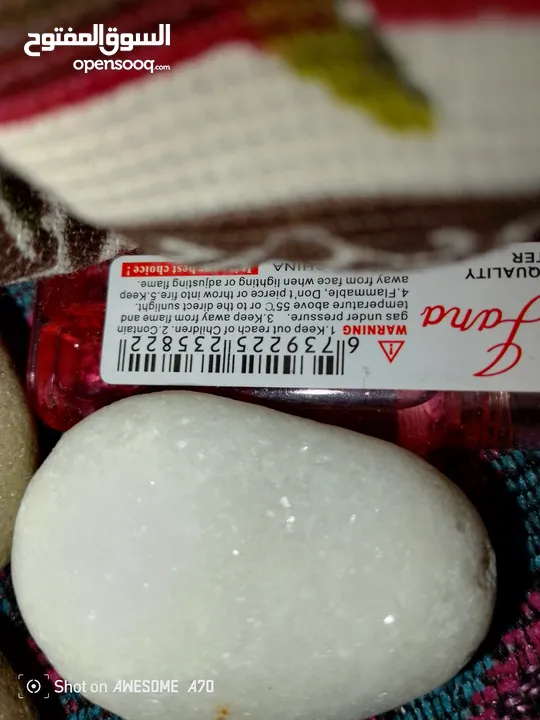 السوق المفتوح
opensooq.com
Jana
QUALITY
TER
WARNING
1.Keep out reach of Children. 2.Contain
gas under pressure. 3.Keep away from flame and
temperature above 55℃ or to the direct sunlight.
4.Flammable, Don't pierce or throw into fire.5.Keep
away from face when lighting or adjusting flame.
CHINA
best choice !
6 739225 235822
Shot on AWESOME A70